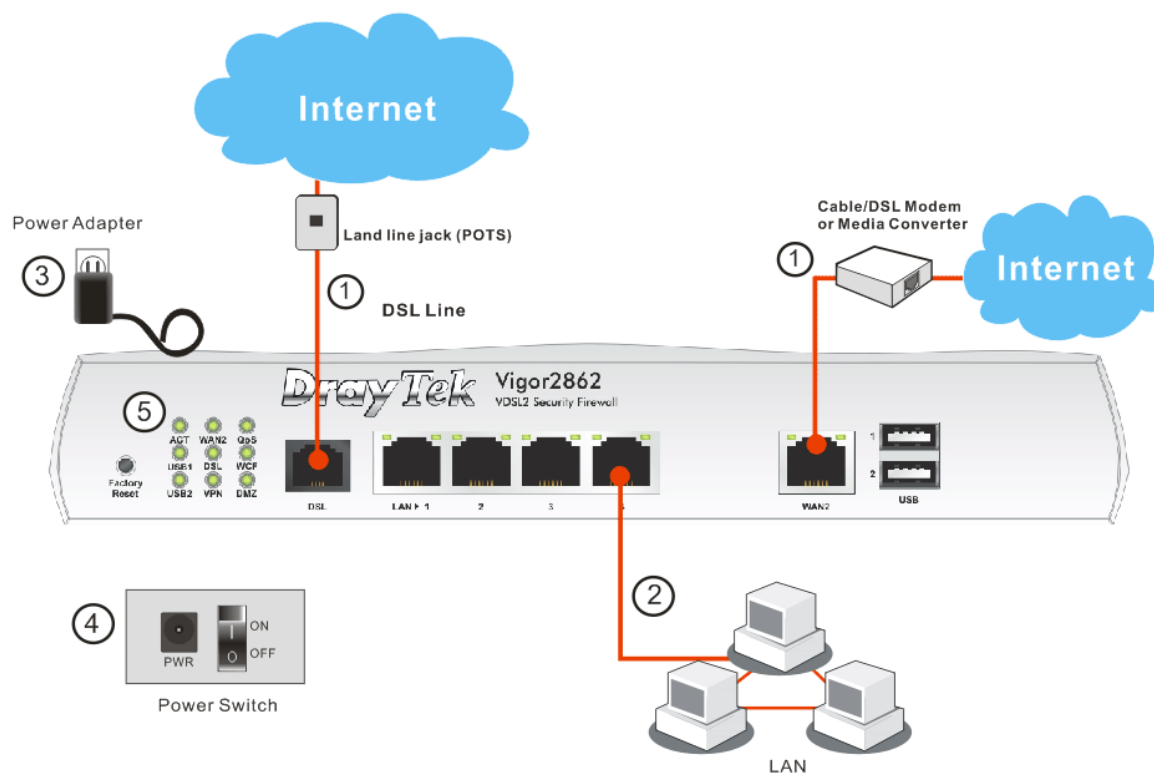 Internet
Power Adapter
3
Land line jack (POTS)
1
DSL Line
Cable/DSL Modem
or Media Converter
1
Internet
DrayTek
Vigor2862
VDSL2 Security Firewall
5
ACT WAN2 QoS
USB1 DSL WCF
USB2 VPN DMZ
Factory
Reset
DSL
LAN 1
2
3
WAN2
1
2
USB
4
PWR
ON
OFF
Power Switch
2
LAN